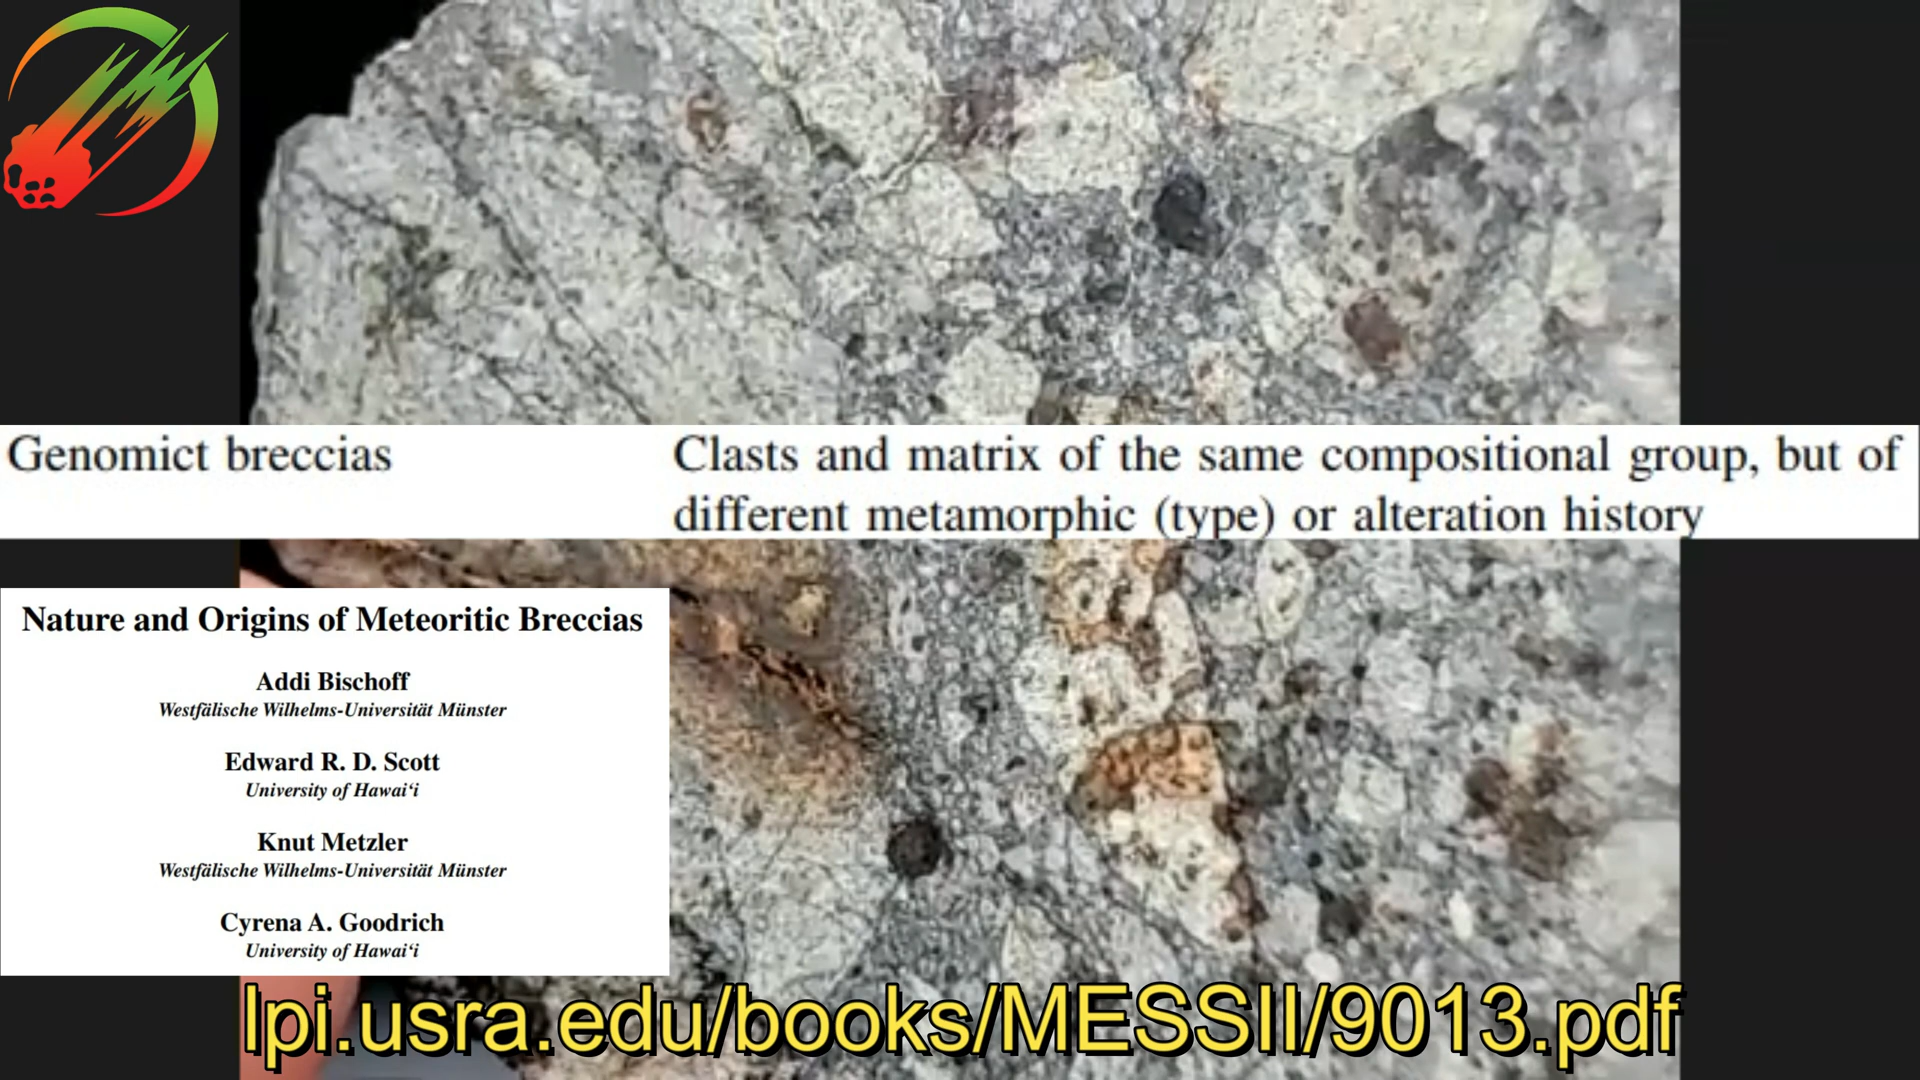 Genomict breccias
Clasts and matrix of the same compositional group, but of
different metamorphic (type) or alteration history
Nature and Origins of Meteoritic Breccias
Addi Bischoff
Westfälische Wilhelms-Universität Münster
Edward R. D. Scott
University of Hawai‘i
Knut Metzler
Westfälische Wilhelms-Universität Münster
Cyrena A. Goodrich
University of Hawai‘i
lpi.usra.edu/books/MESSII/9013.pdf